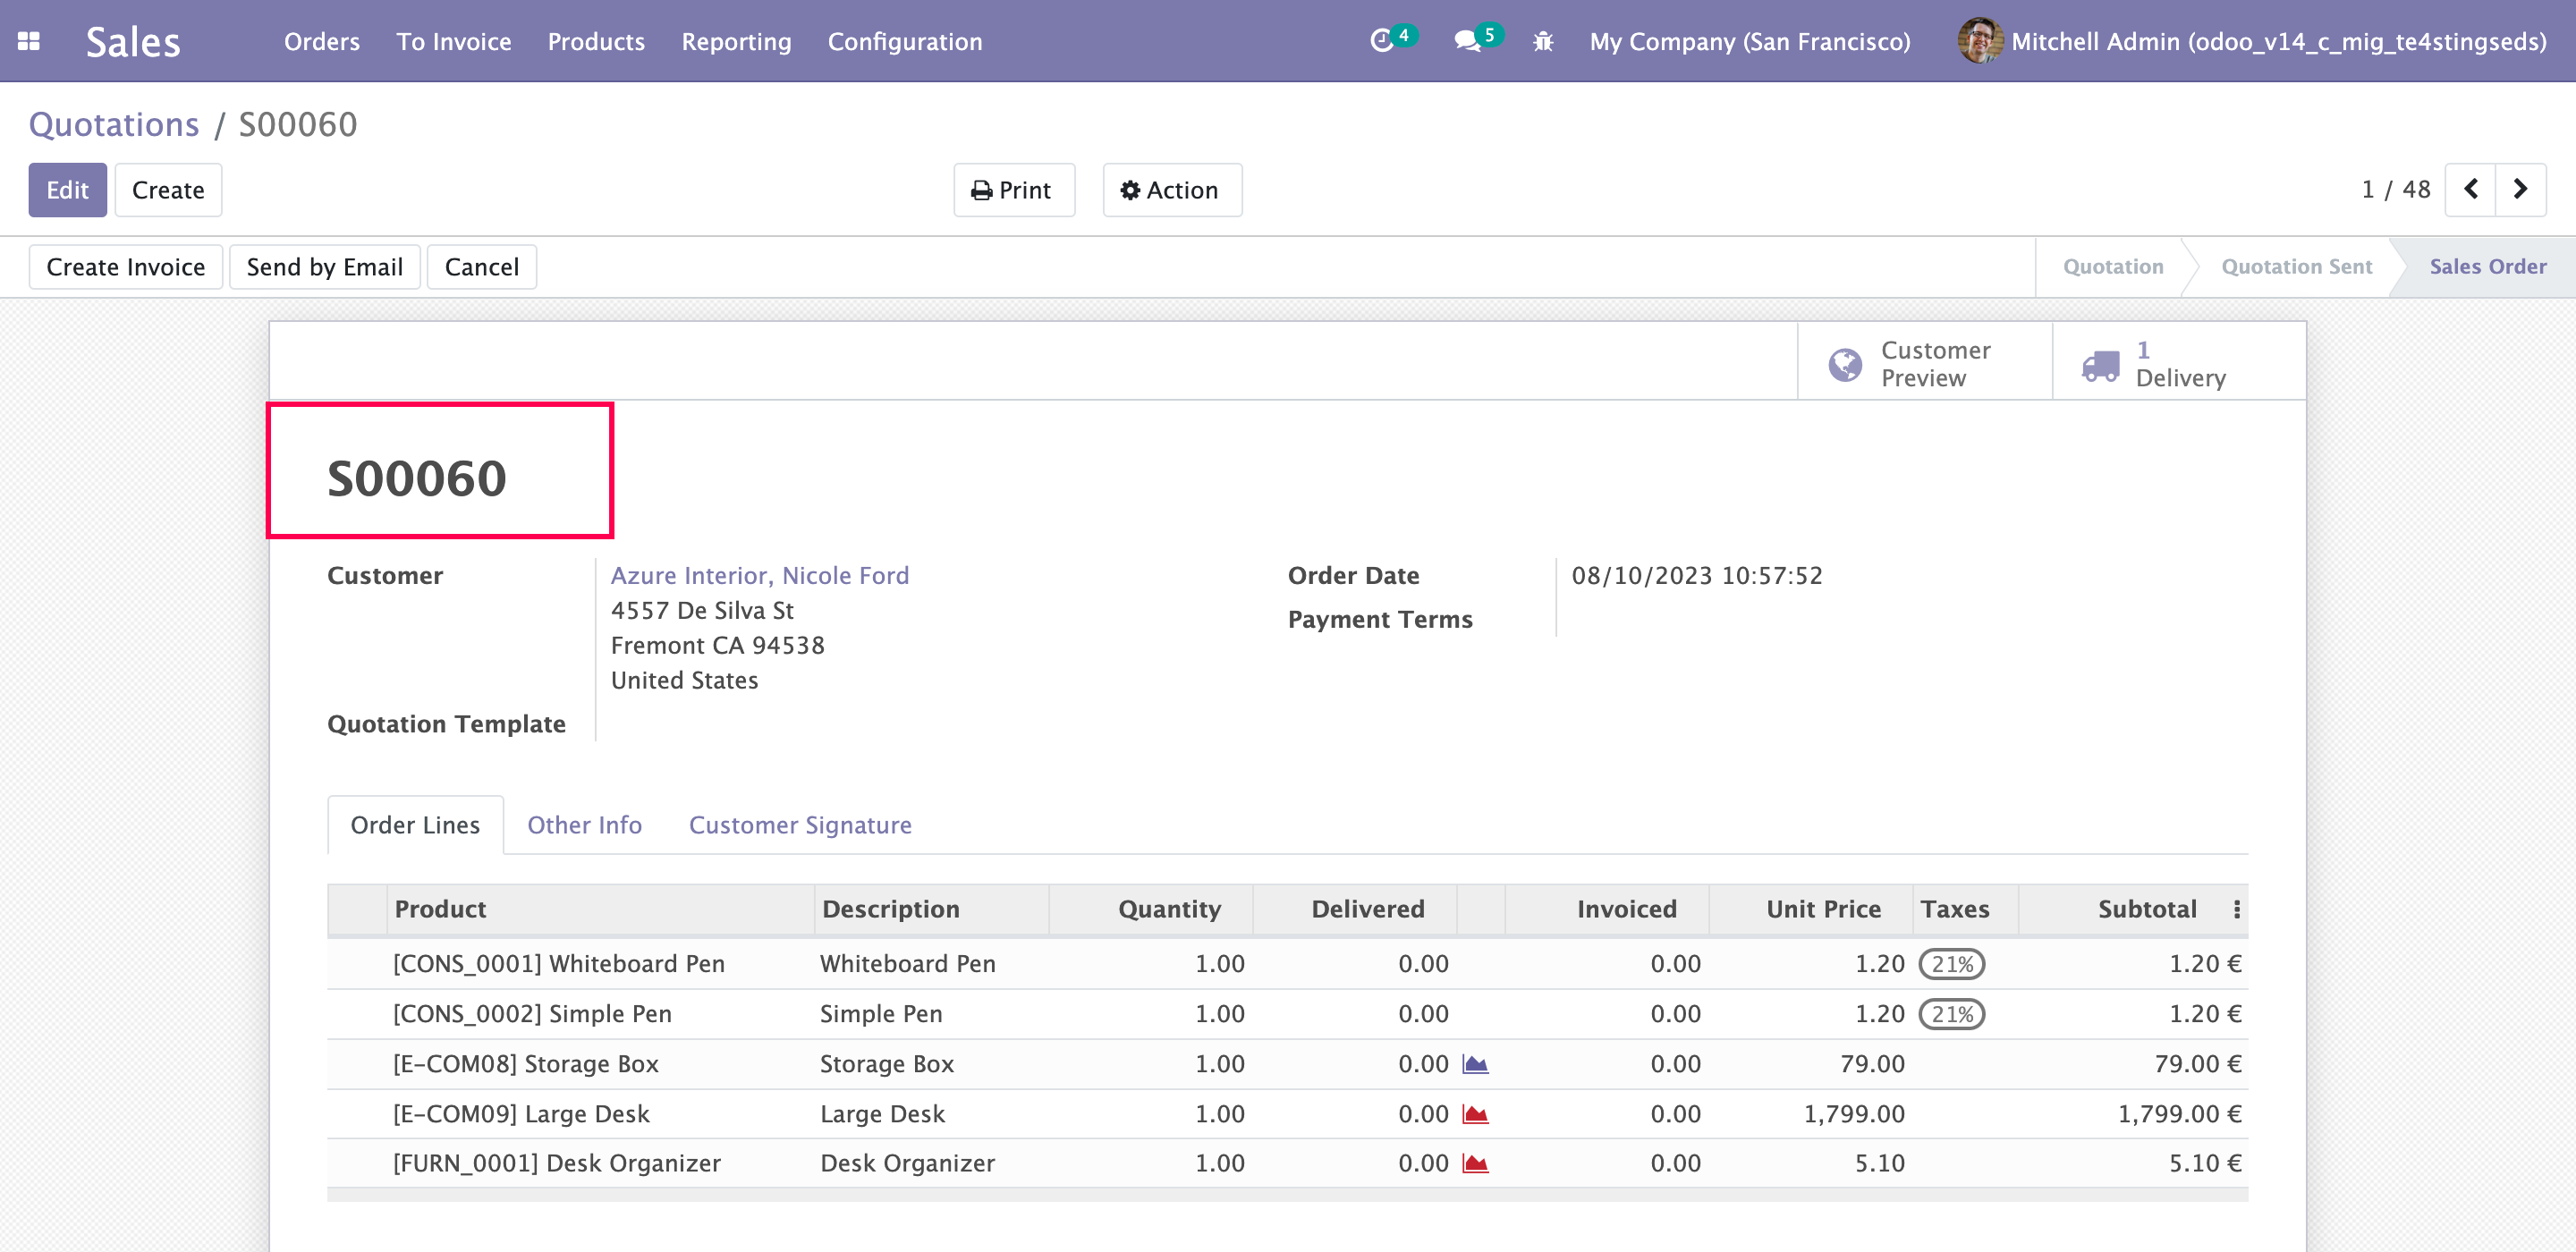 Sales Orders To Invoice Products Reporting Configuration 4 5 My Company (San Francisco) Mitchell Admin (odoo_v14_c_mig_te4stingseds)
Quotations / S00060
Edit Create Print Action 1 / 48
Create Invoice Send by Email Cancel Quotation Quotation Sent Sales Order
Customer Preview
1 Delivery
S00060
Customer Azure Interior, Nicole Ford Order Date 08/10/2023 10:57:52
4557 De Silva St Payment Terms
Fremont CA 94538
United States
Quotation Template
Order Lines Other Info Customer Signature
Product Description Quantity Delivered Invoiced Unit Price Taxes Subtotal
[CONS_0001] Whiteboard Pen Whiteboard Pen 1.00 0.00 0.00 1.20 21% 1.20 €
[CONS_0002] Simple Pen Simple Pen 1.00 0.00 0.00 1.20 21% 1.20 €
[E-COM08] Storage Box Storage Box 1.00 0.00 0.00 79.00 79.00 €
[E-COM09] Large Desk Large Desk 1.00 0.00 0.00 1,799.00 1,799.00 €
[FURN_0001] Desk Organizer Desk Organizer 1.00 0.00 0.00 5.10 5.10 €